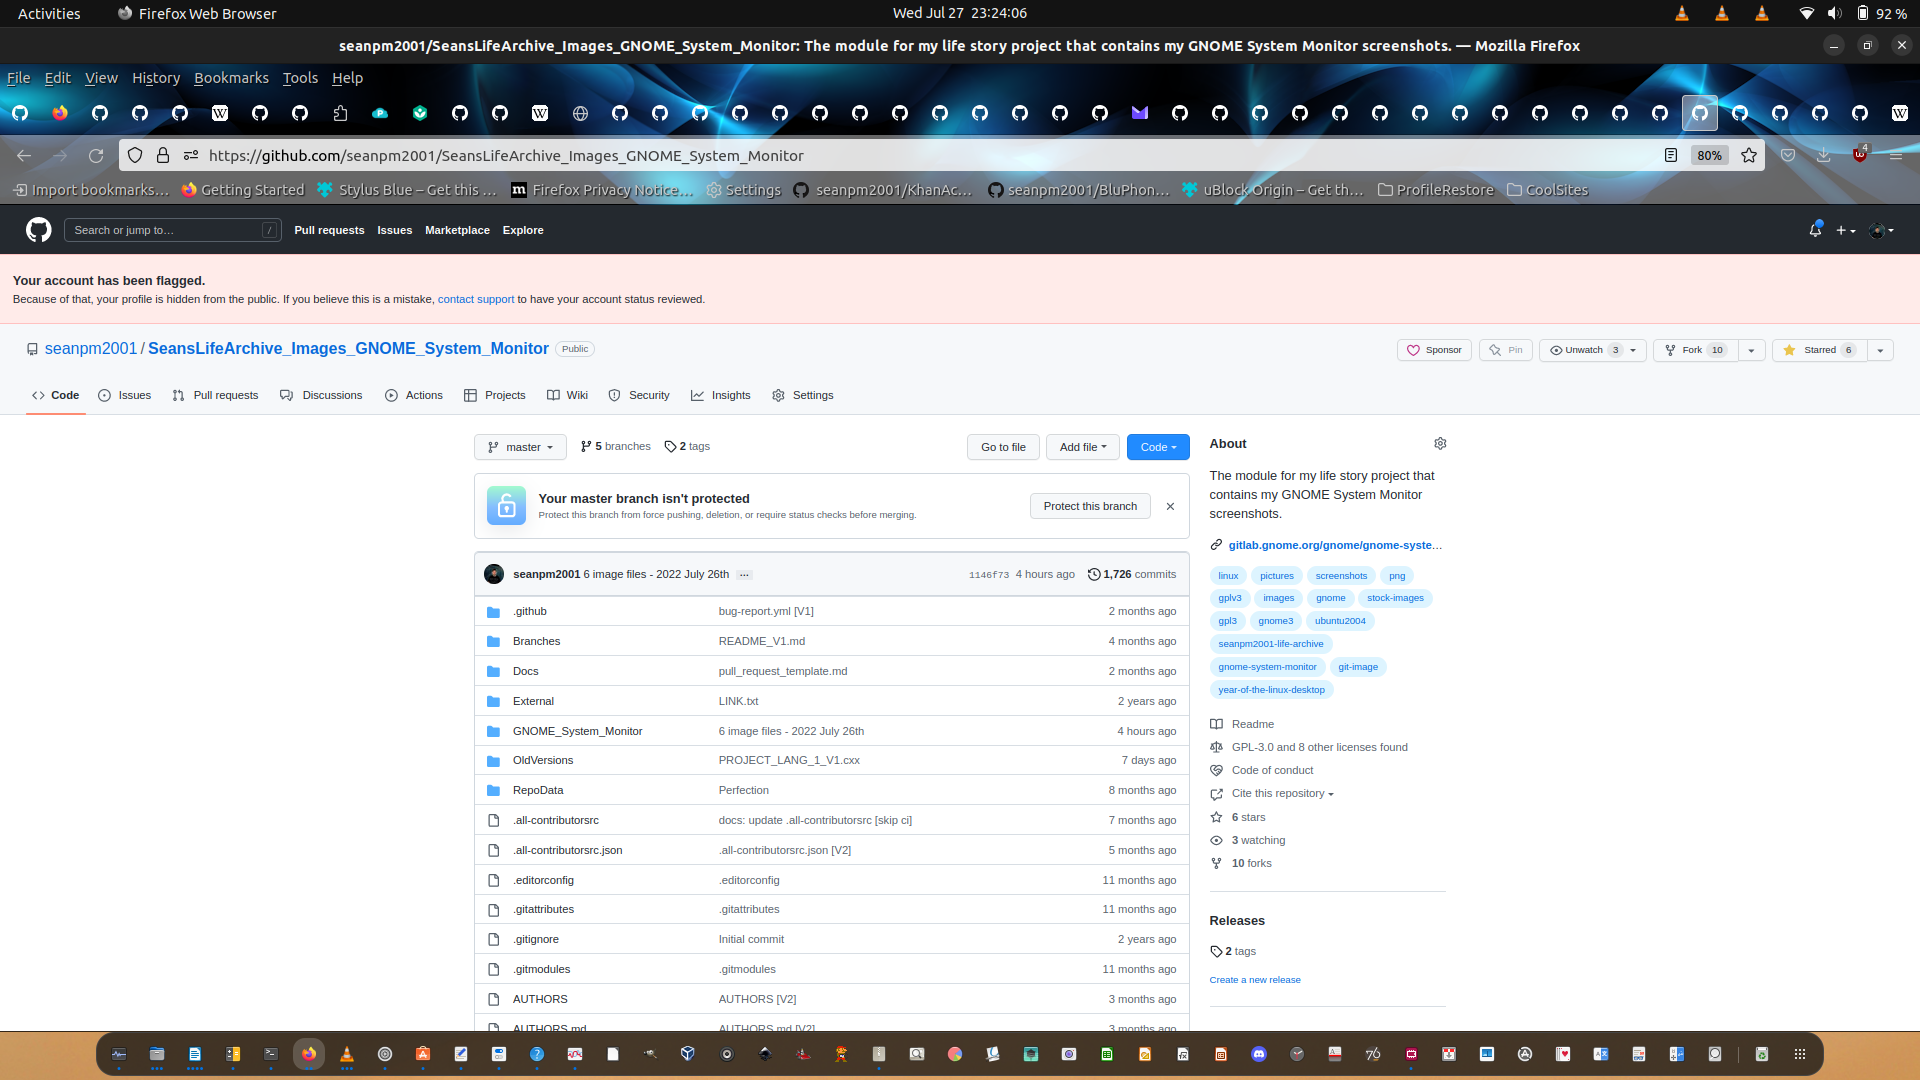 Activities
Firefox Web Browser
Wed Jul 27 23:24:06
92 %
seanpm2001/SeansLifeArchive_Images_GNOME_System_Monitor: The module for my life story project that contains my GNOME System Monitor screenshots. — Mozilla Firefox
File Edit View History Bookmarks Tools Help
https://github.com/seanpm2001/SeansLifeArchive_Images_GNOME_System_Monitor
80%
4
Import bookmarks…
Getting Started
Stylus Blue – Get this …
Firefox Privacy Notice…
Settings
seanpm2001/KhanAc…
seanpm2001/BluPhon…
uBlock Origin – Get th…
ProfileRestore
CoolSites
Search or jump to…
/
Pull requests
Issues
Marketplace
Explore
Your account has been flagged.
Because of that, your profile is hidden from the public. If you believe this is a mistake, contact support to have your account status reviewed.
seanpm2001 / SeansLifeArchive_Images_GNOME_System_Monitor Public
Sponsor
Pin
Unwatch 3
Fork 10
Starred 6
Code
Issues
Pull requests
Discussions
Actions
Projects
Wiki
Security
Insights
Settings
master
5 branches
2 tags
Go to file
Add file
Code
Your master branch isn't protected
Protect this branch from force pushing, deletion, or require status checks before merging.
Protect this branch
seanpm2001 6 image files - 2022 July 26th ...
1146f73 4 hours ago
1,726 commits
.github bug-report.yml [V1] 2 months ago
Branches README_V1.md 4 months ago
Docs pull_request_template.md 2 months ago
External LINK.txt 2 years ago
GNOME_System_Monitor 6 image files - 2022 July 26th 4 hours ago
OldVersions PROJECT_LANG_1_V1.cxx 7 days ago
RepoData Perfection 8 months ago
.all-contributorsrc docs: update .all-contributorsrc [skip ci] 7 months ago
.all-contributorsrc.json .all-contributorsrc.json [V2] 5 months ago
.editorconfig .editorconfig 11 months ago
.gitattributes .gitattributes 11 months ago
.gitignore Initial commit 2 years ago
.gitmodules .gitmodules 11 months ago
AUTHORS AUTHORS [V2] 3 months ago
AUTHORS.md AUTHORS.md [V2] 3 months ago
About
The module for my life story project that
contains my GNOME System Monitor
screenshots.
gitlab.gnome.org/gnome/gnome-syste…
linux pictures screenshots png
gplv3 images gnome stock-images
gpl3 gnome3 ubuntu2004
seanpm2001-life-archive
gnome-system-monitor git-image
year-of-the-linux-desktop
Readme
GPL-3.0 and 8 other licenses found
Code of conduct
Cite this repository
6 stars
3 watching
10 forks
Releases
2 tags
Create a new release